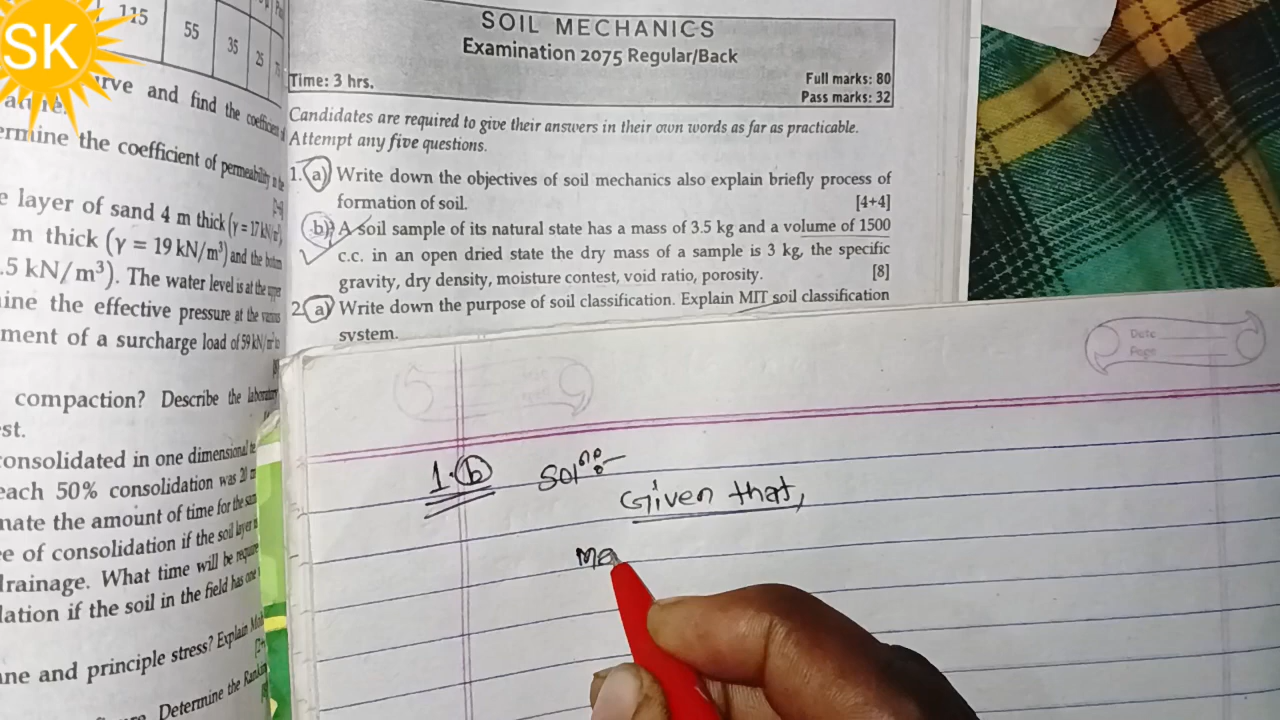 SK
115
55
35
25
rve and find the coefficient
ermine the coefficient of permeability
e layer of sand 4 m thick (γ = 17 kN/m³),
m thick (γ = 19 kN/m³) and the bottom
.5 kN/m³). The water level is at the upper
ine the effective pressure at the various
ment of a surcharge load of 59 kN/m²
compaction? Describe the laboratory
st.
consolidated in one dimensional
each 50% consolidation was 20
nate the amount of time for the
e of consolidation if the soil layer
drainage. What time will be require
lation if the soil in the field has one
ane and principle stress? Explain
Determine the Rankin
SOIL MECHANICS
Examination 2075 Regular/Back
Time: 3 hrs. Full marks: 80
Pass marks: 32
Candidates are required to give their answers in their own words as far as practicable.
Attempt any five questions.
1. a) Write down the objectives of soil mechanics also explain briefly process of
formation of soil. [4+4]
b) A soil sample of its natural state has a mass of 3.5 kg and a volume of 1500
c.c. in an open dried state the dry mass of a sample is 3 kg, the specific
gravity, dry density, moisture contest, void ratio, porosity. [8]
2. a) Write down the purpose of soil classification. Explain MIT soil classification
system.
Date
Page
1. b Solno:-
Given that,
Ma